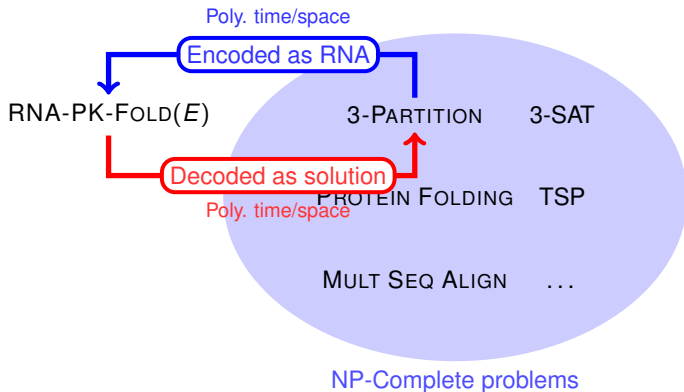 Poly. time/space
Encoded as RNA
RNA-PK-FOLD(E)
3-PARTITION 3-SAT
Decoded as solution
PROTEIN FOLDING TSP
Poly. time/space
MULT SEQ ALIGN ...
NP-Complete problems